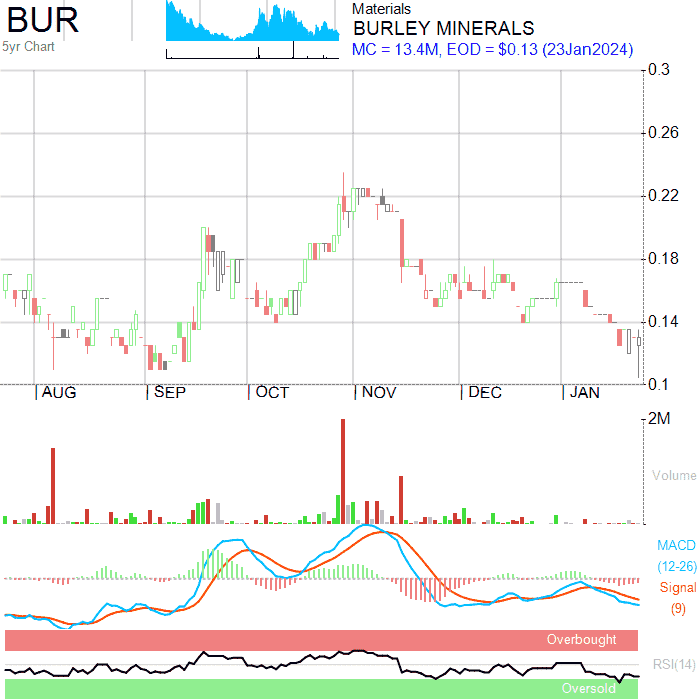 BUR
5yr Chart
Materials
BURLEY MINERALS
MC = 13.4M, EOD = $0.13 (23Jan2024)
0.3
0.26
0.22
0.18
0.14
0.1
AUG SEP OCT NOV DEC JAN
2M
Volume
MACD
(12-26)
Signal
(9)
Overbought
RSI(14)
Oversold